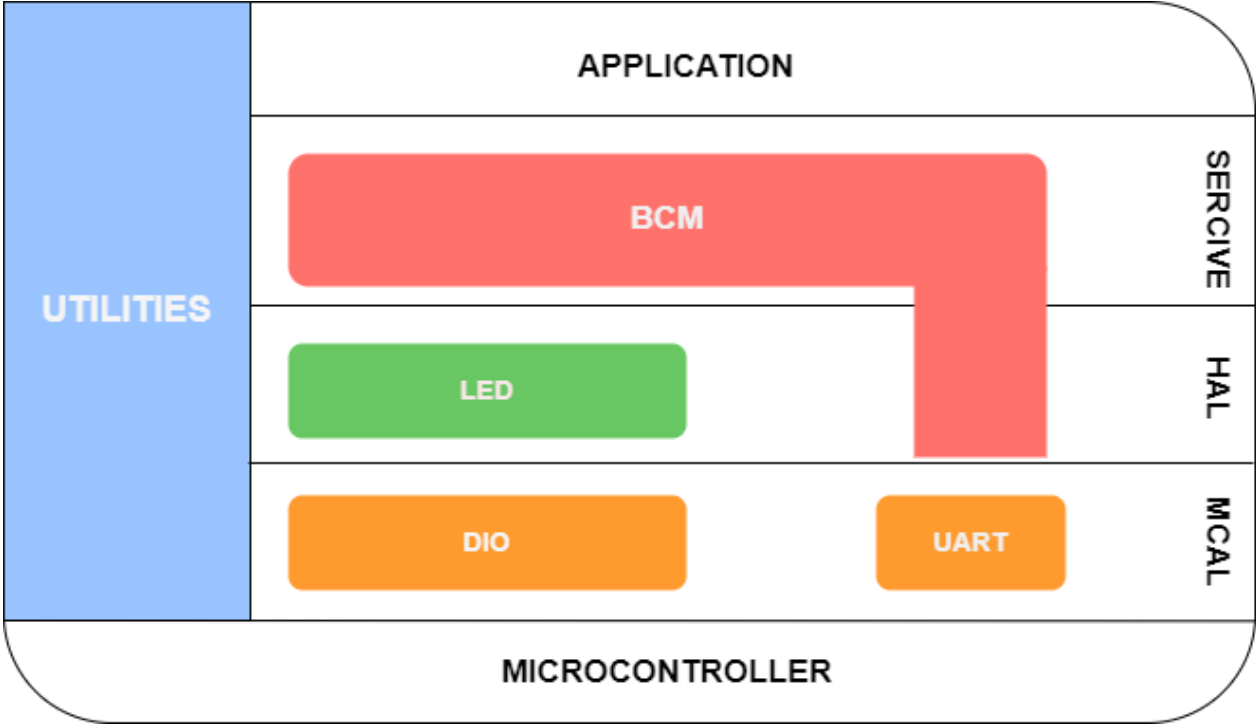 APPLICATION
BCM
SERCIVE
UTILITIES
LED
HAL
DIO
UART
MCAL
MICROCONTROLLER